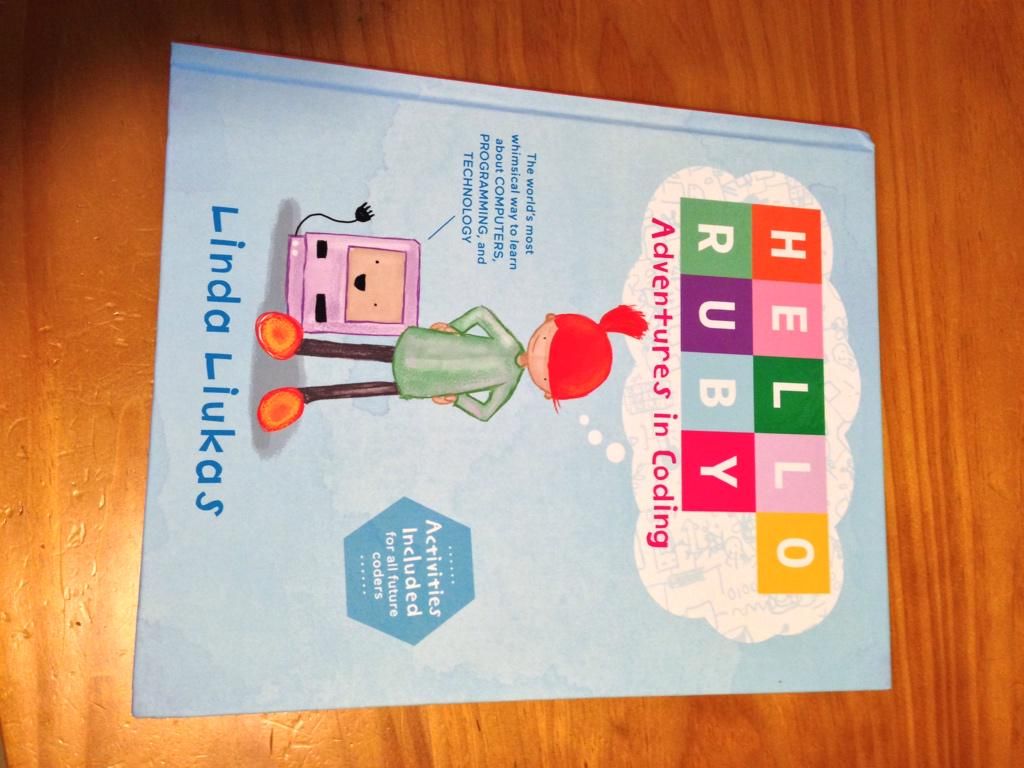 HELLO
RUBY
Adventures in Coding
The world's most
whimsical way to learn
about COMPUTERS,
PROGRAMMING, and
TECHNOLOGY
Activities
Included
for all future
coders
Linda Liukas